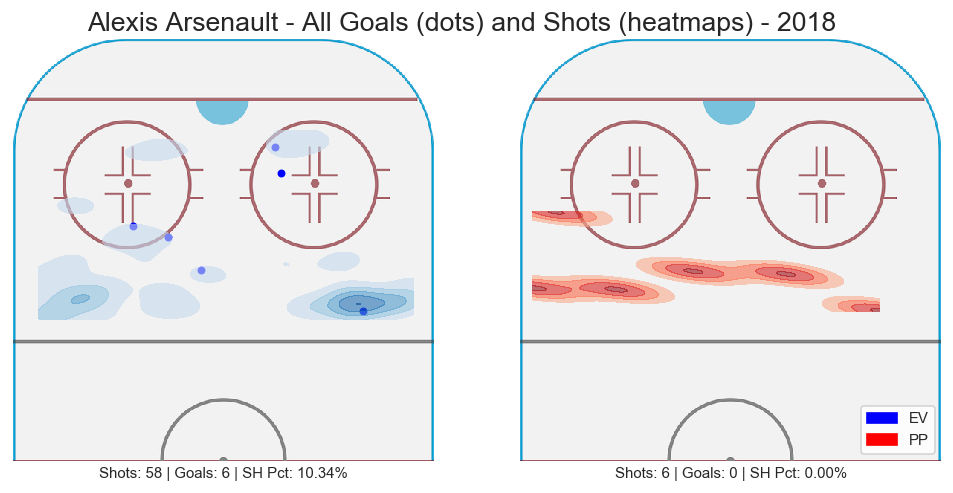 Alexis Arsenault - All Goals (dots) and Shots (heatmaps) - 2018
EV
PP
Shots: 58 | Goals: 6 | SH Pct: 10.34%
Shots: 6 | Goals: 0 | SH Pct: 0.00%